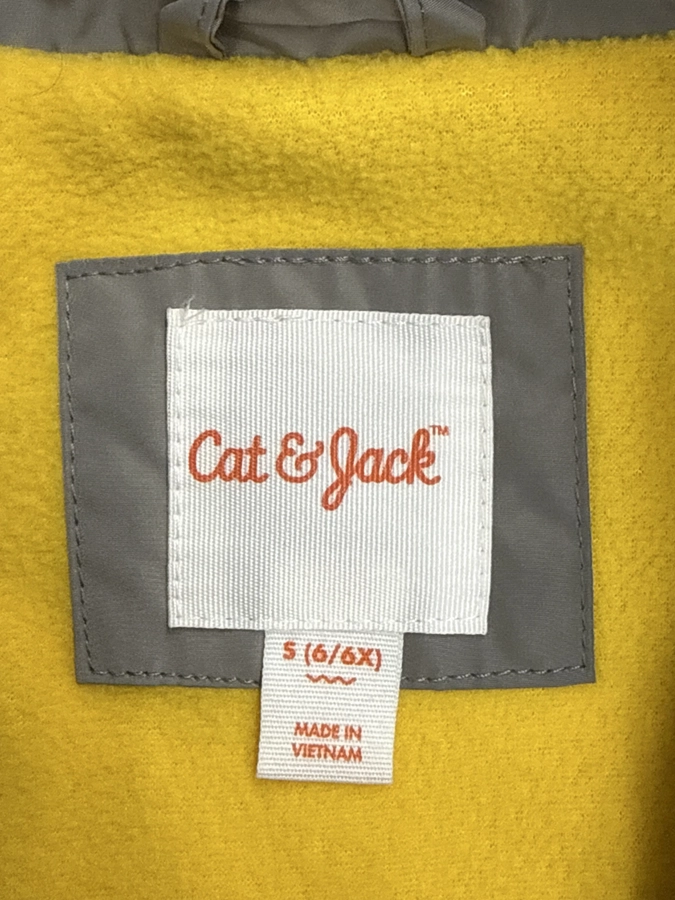 Cat & Jack™
S (6/6X)
MADE IN
VIETNAM